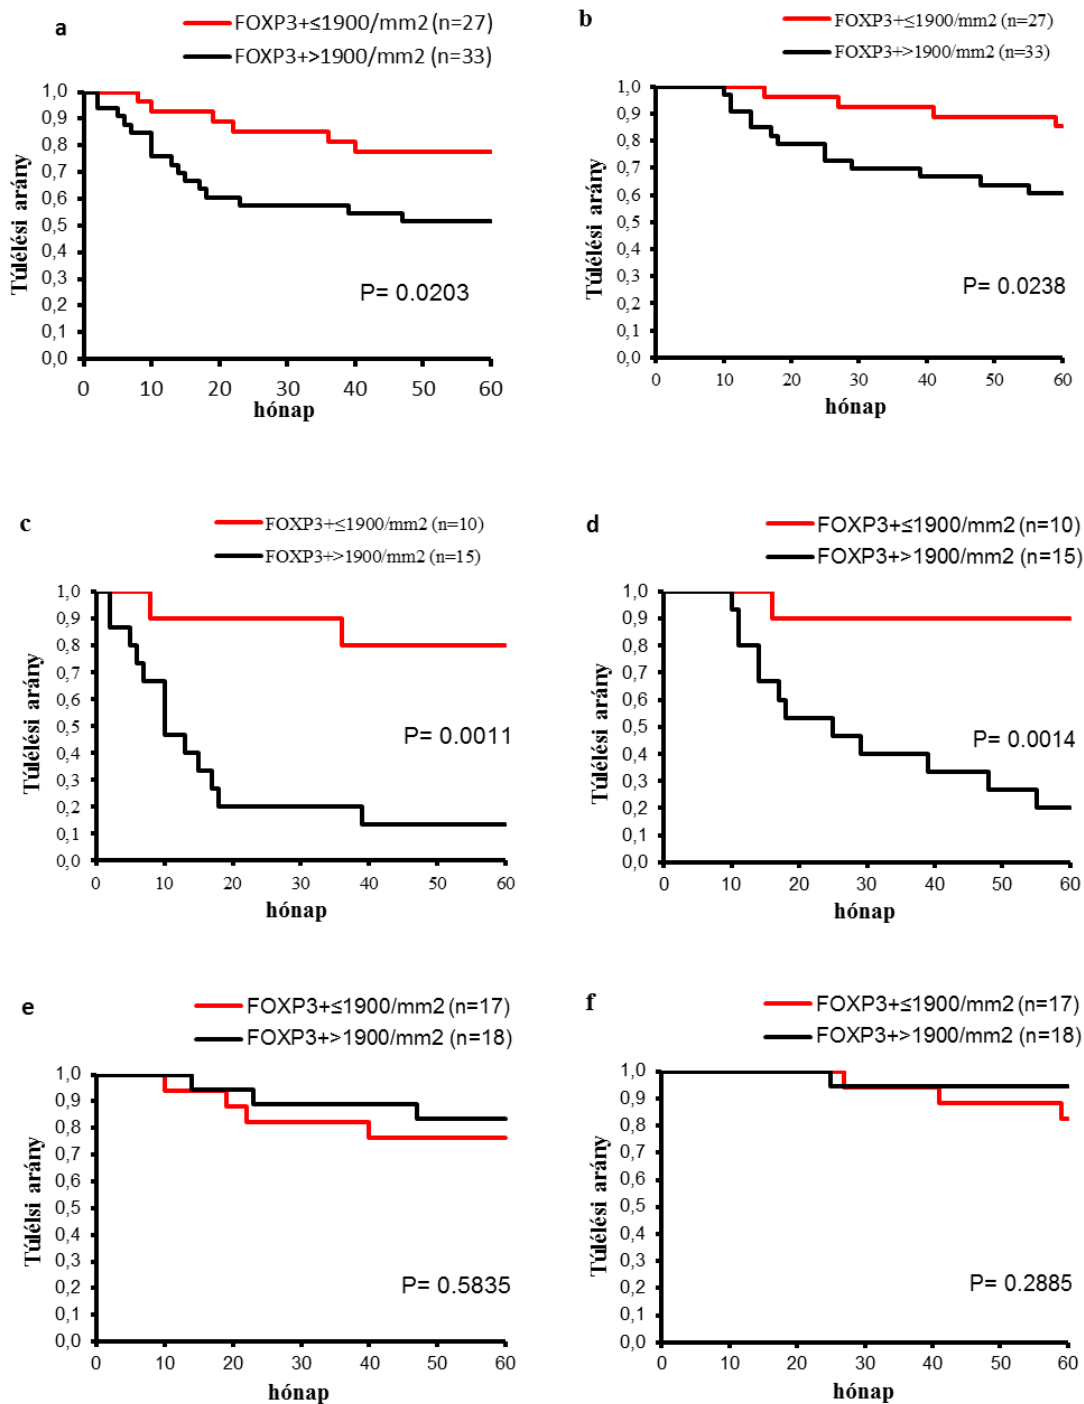 a
FOXP3+≤1900/mm2 (n=27)
FOXP3+>1900/mm2 (n=33)
Túlélési arány
1,0
0,9
0,8
0,7
0,6
0,5
0,4
0,3
0,2
0,1
0,0
P= 0.0203
0 10 20 30 40 50 60
hónap
b
FOXP3+≤1900/mm2 (n=27)
FOXP3+>1900/mm2 (n=33)
Túlélési arány
1,0
0,9
0,8
0,7
0,6
0,5
0,4
0,3
0,2
0,1
0,0
P= 0.0238
0 10 20 30 40 50 60
hónap
c
FOXP3+≤1900/mm2 (n=10)
FOXP3+>1900/mm2 (n=15)
Túlélési arány
1,0
0,9
0,8
0,7
0,6
0,5
0,4
0,3
0,2
0,1
0,0
P= 0.0011
0 10 20 30 40 50 60
hónap
d
FOXP3+≤1900/mm2 (n=10)
FOXP3+>1900/mm2 (n=15)
Túlélési arány
1,0
0,9
0,8
0,7
0,6
0,5
0,4
0,3
0,2
0,1
0,0
P= 0.0014
0 10 20 30 40 50 60
hónap
e
FOXP3+≤1900/mm2 (n=17)
FOXP3+>1900/mm2 (n=18)
Túlélsi arány
1,0
0,9
0,8
0,7
0,6
0,5
0,4
0,3
0,2
0,1
0,0
P= 0.5835
0 10 20 30 40 50 60
hónap
f
FOXP3+≤1900/mm2 (n=17)
FOXP3+>1900/mm2 (n=18)
Túlélési arány
1,0
0,9
0,8
0,7
0,6
0,5
0,4
0,3
0,2
0,1
0,0
P= 0.2885
0 10 20 30 40 50 60
hónap